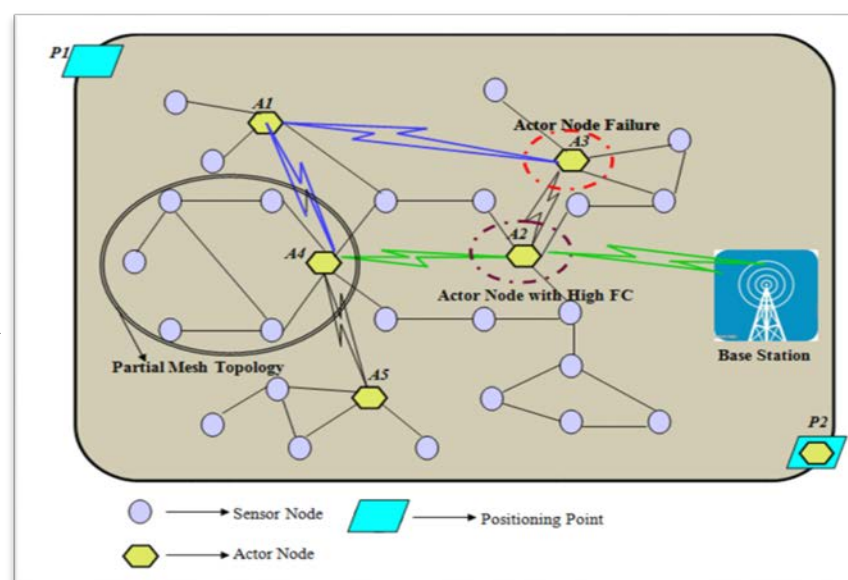 P1
A1
Actor Node Failure
A3
A2
A4
Actor Node with High FC
Base Station
Partial Mesh Topology
A5
P2
Sensor Node
Positioning Point
Actor Node